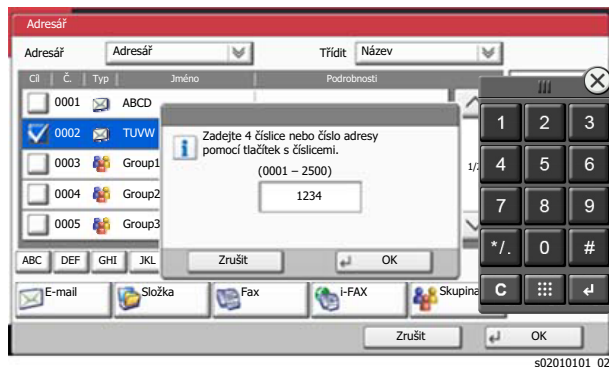 Adresář
Adresář Adresář Třídit Název
Cíl Č. Typ Jméno Podrobnosti
0001 ABCD
0002 TUVW
0003 Group1
0004 Group2
0005 Group3
Zadejte 4 číslice nebo číslo adresy
pomocí tlačítek s číslicemi.
(0001 – 2500)
1234
Zrušit OK
1 2 3
4 5 6
7 8 9
*/. 0 #
C
ABC DEF GHI JKL
E-mail Složka Fax i-FAX Skupina
Zrušit OK
s02010101_02